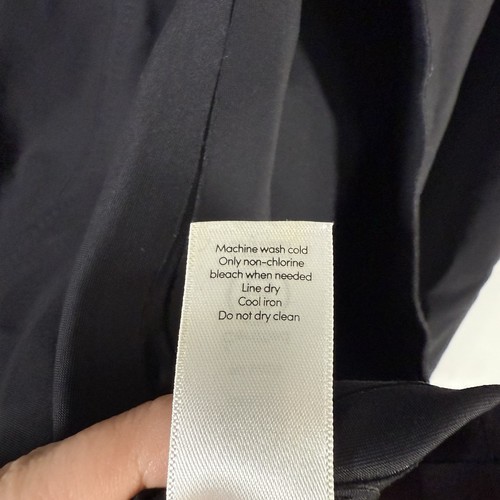 Machine wash cold
Only non-chlorine
bleach when needed
Line dry
Cool iron
Do not dry clean